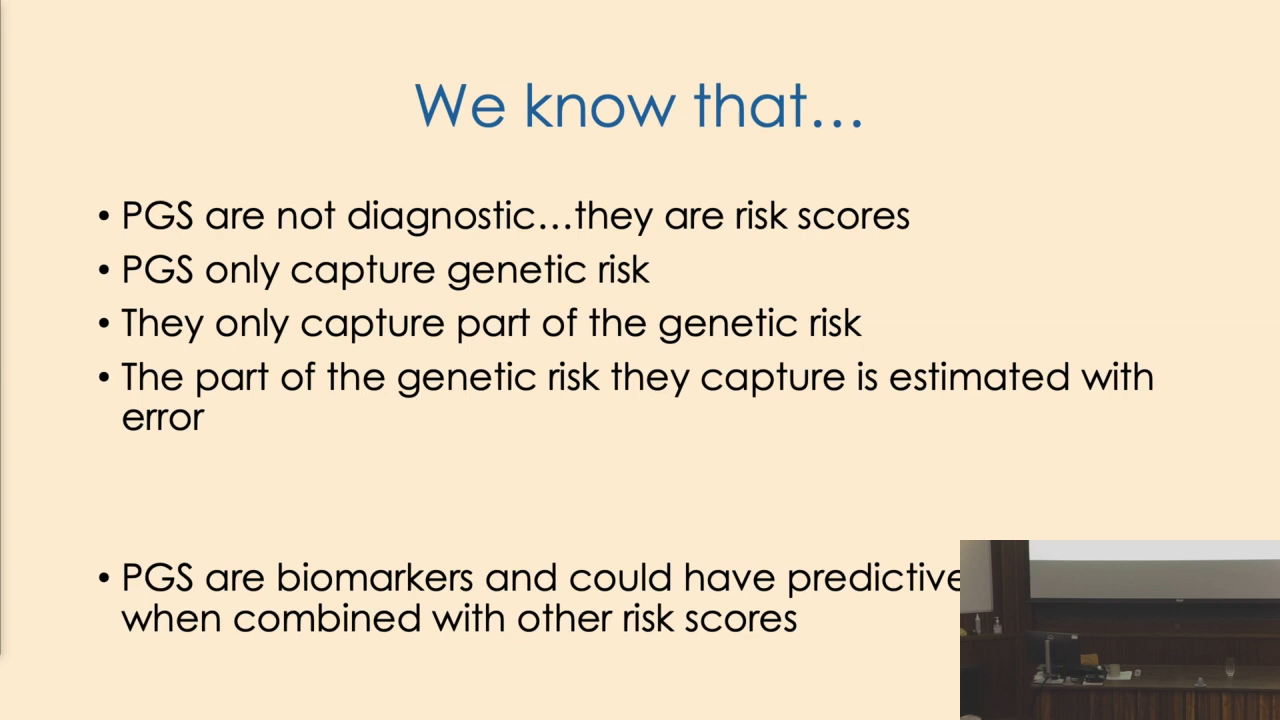 We know that...
• PGS are not diagnostic...they are risk scores
• PGS only capture genetic risk
• They only capture part of the genetic risk
• The part of the genetic risk they capture is estimated with
error
• PGS are biomarkers and could have predictive
when combined with other risk scores